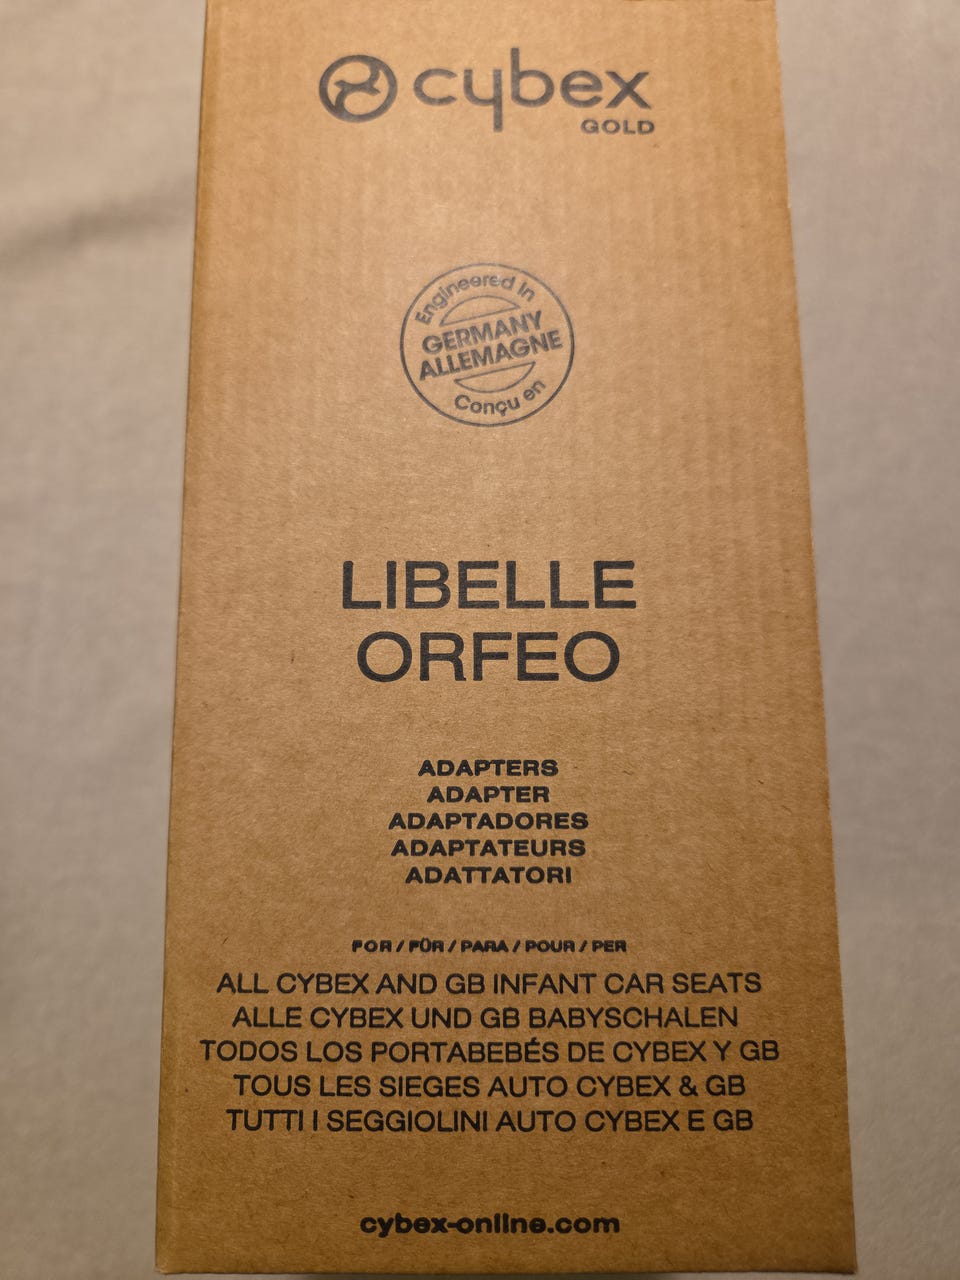 cybex
GOLD
Engineered In
GERMANY
ALLEMAGNE
Conçu en
LIBELLE
ORFEO
ADAPTERS
ADAPTER
ADAPTADORES
ADAPTATEURS
ADATTATORI
FOR / FÜR / PARA / POUR / PER
ALL CYBEX AND GB INFANT CAR SEATS
ALLE CYBEX UND GB BABYSCHALEN
TODOS LOS PORTABEBÉS DE CYBEX Y GB
TOUS LES SIEGES AUTO CYBEX & GB
TUTTI I SEGGIOLINI AUTO CYBEX E GB
cybex-online.com